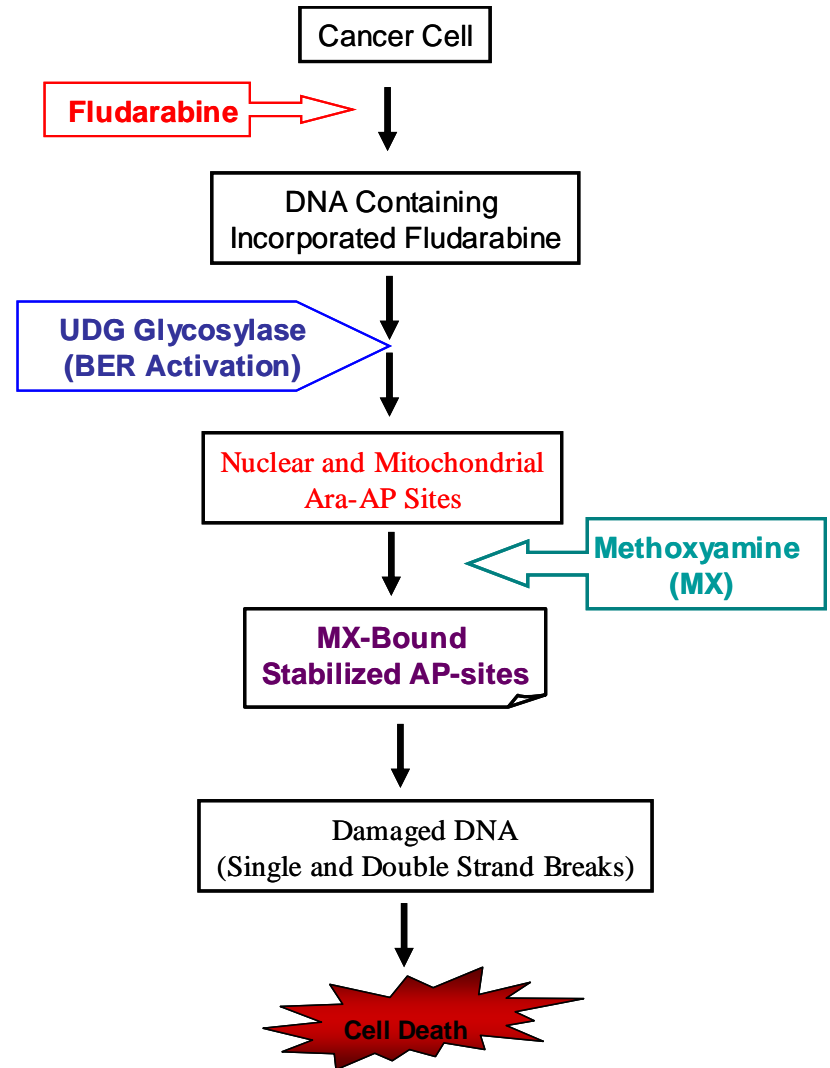 Cancer Cell
Fludarabine
DNA Containing
Incorporated Fludarabine
UDG Glycosylase
(BER Activation)
Nuclear and Mitochondrial
Ara-AP Sites
Methoxyamine
(MX)
MX-Bound
Stabilized AP-sites
Damaged DNA
(Single and Double Strand Breaks)
Cell Death